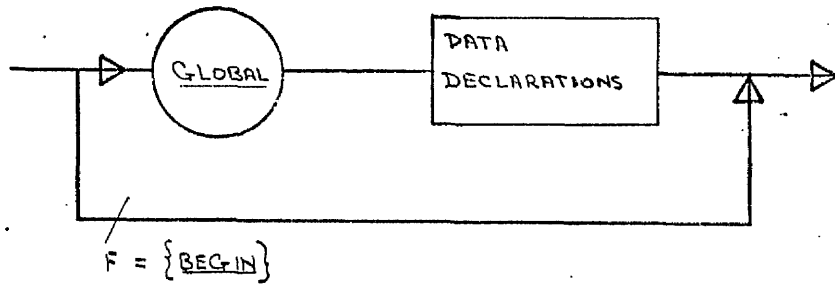 GLOBAL
DATA
DECLARATIONS
F = {BEGIN}